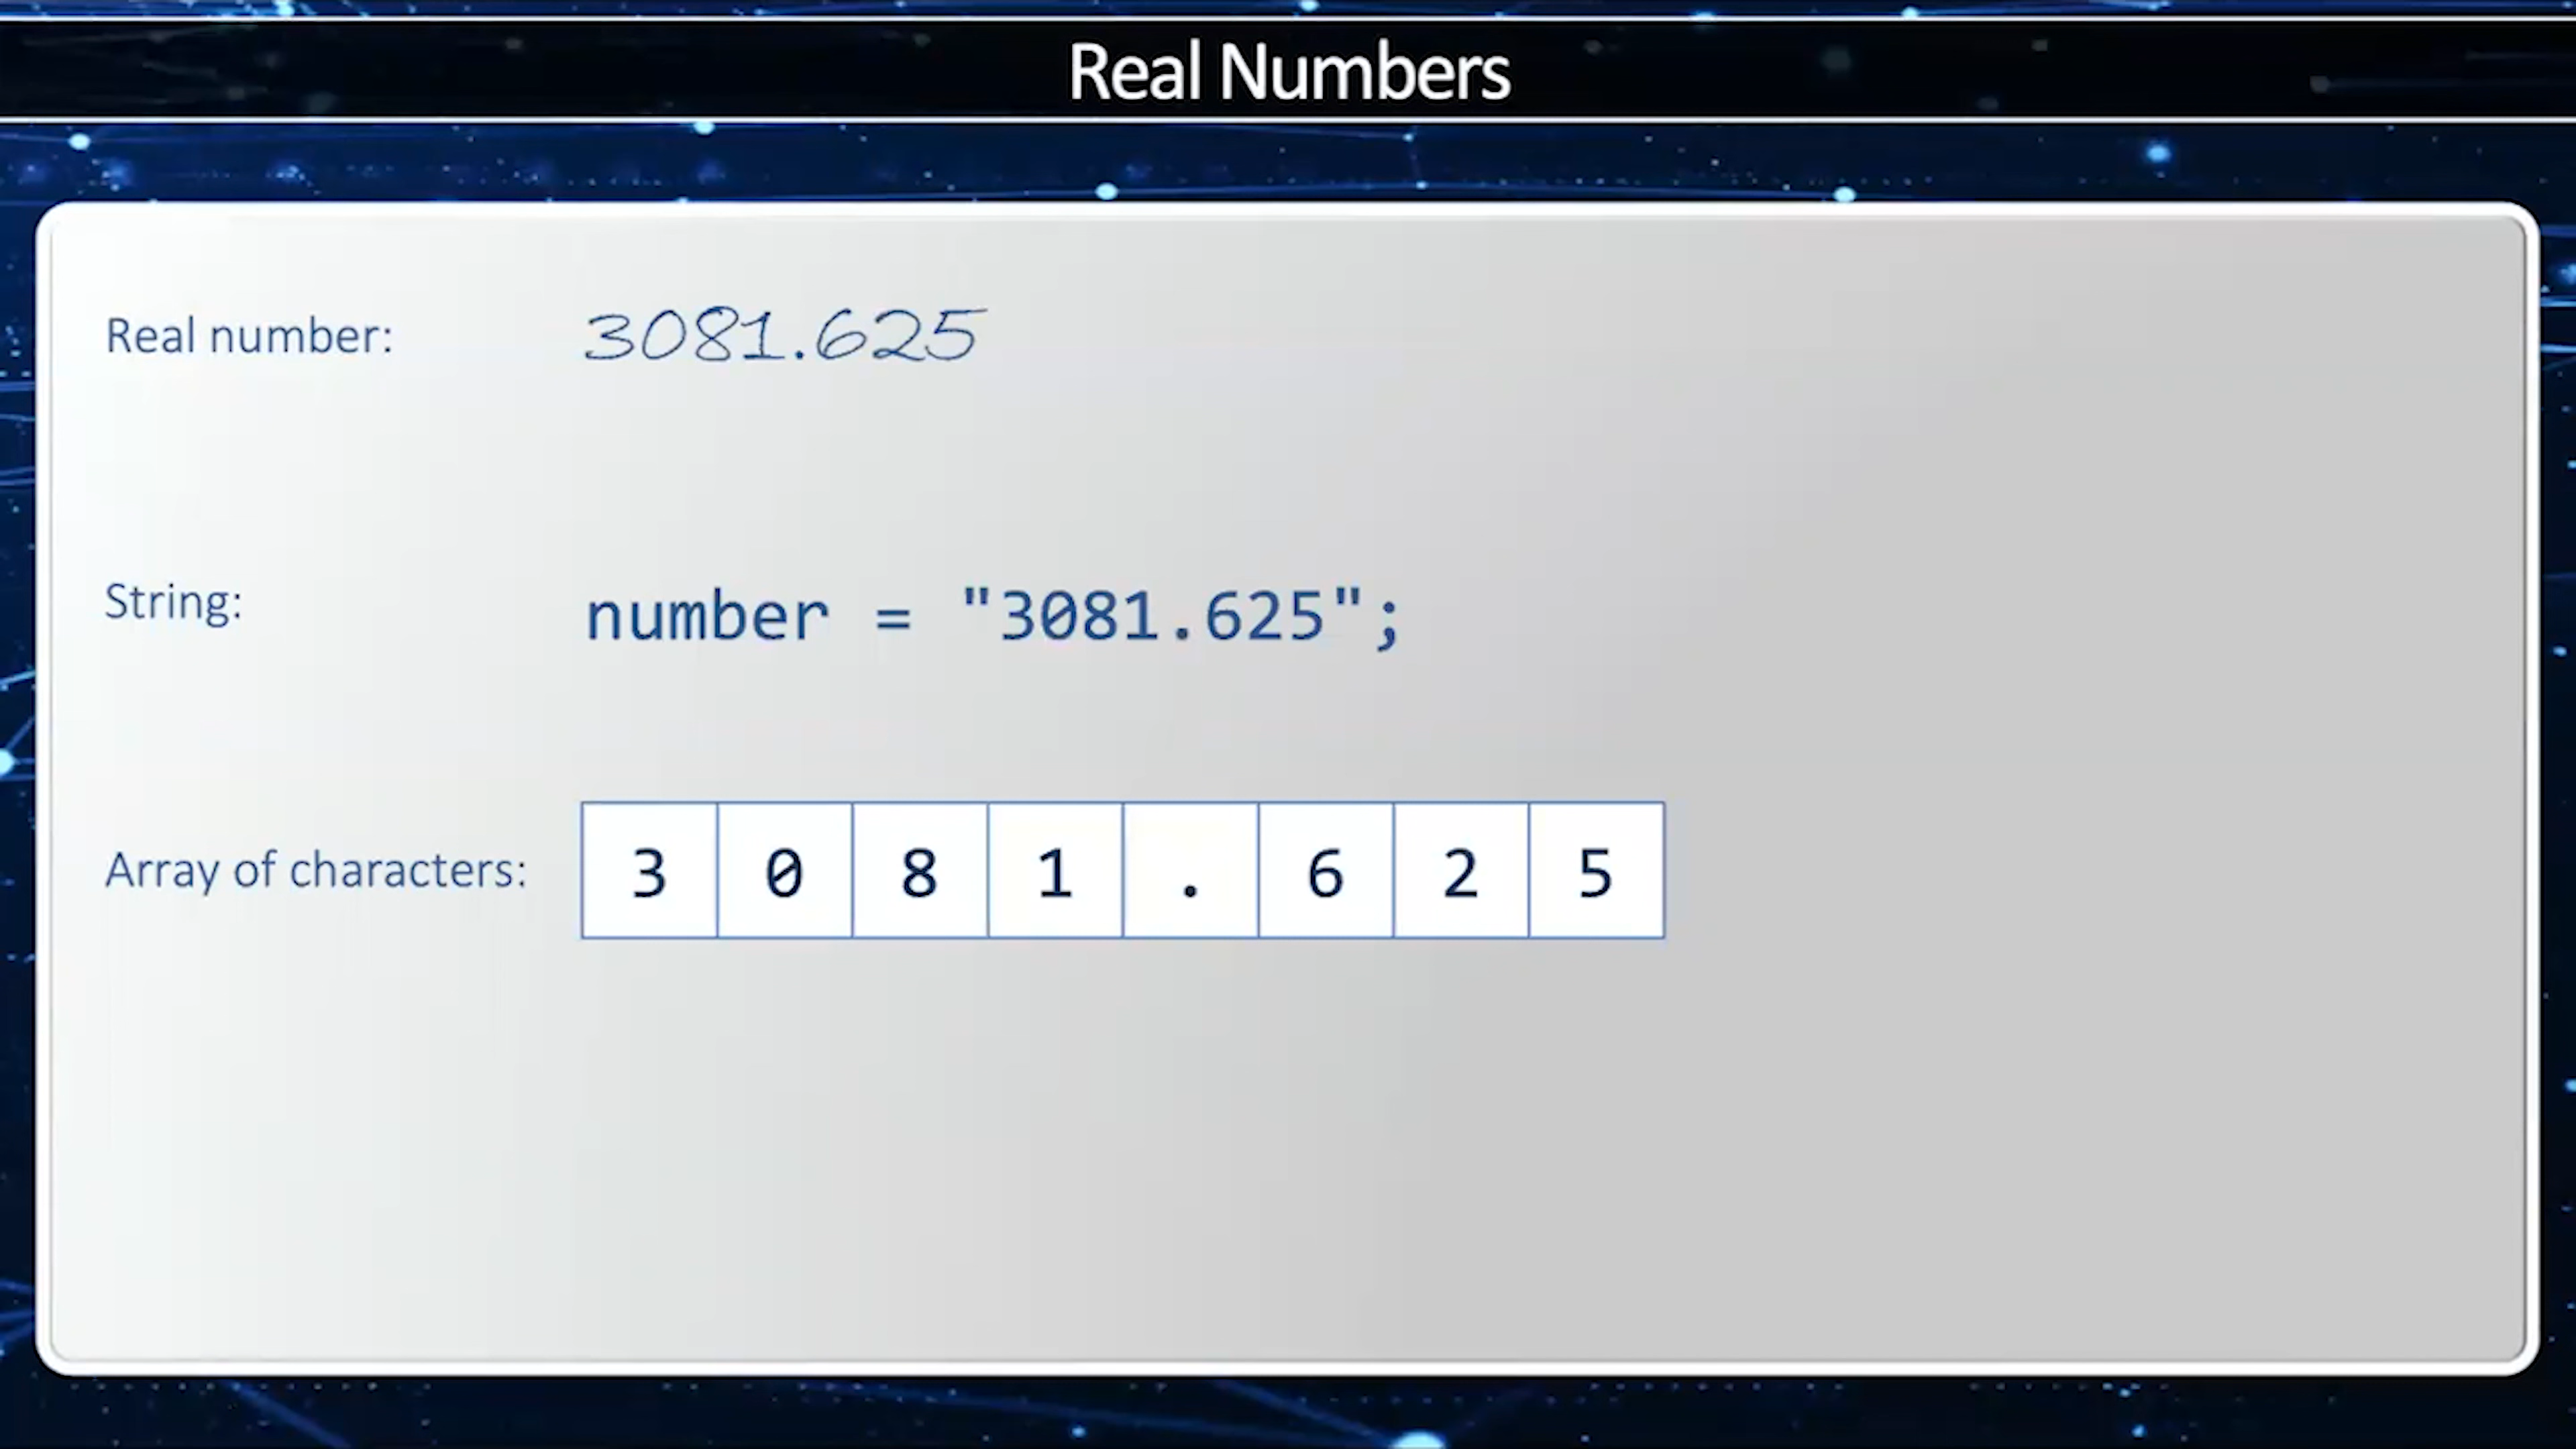 Real Numbers
Real number: 3081.625
String: number = "3081.625";
Array of characters: 3 0 8 1 . 6 2 5